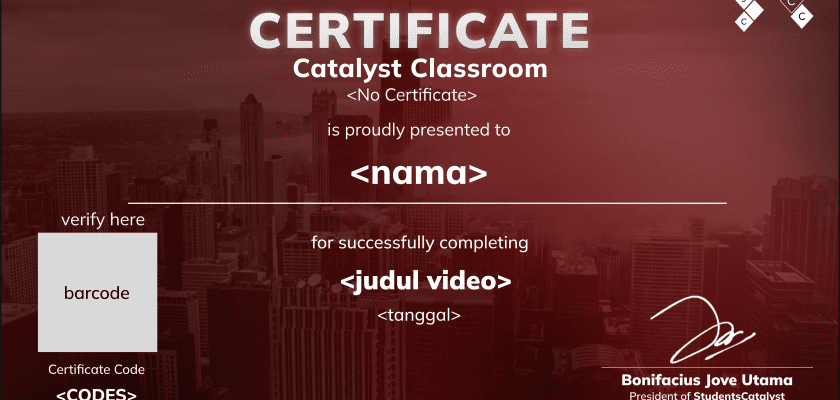 CERTIFICATE
Catalyst Classroom
<No Certificate>
is proudly presented to
<nama>
verify here
for successfully completing
barcode
<judul video>
<tanggal>
Certificate Code
<CODES>
Bonifacius Jove Utama
President of StudentsCatalyst
C
C
C